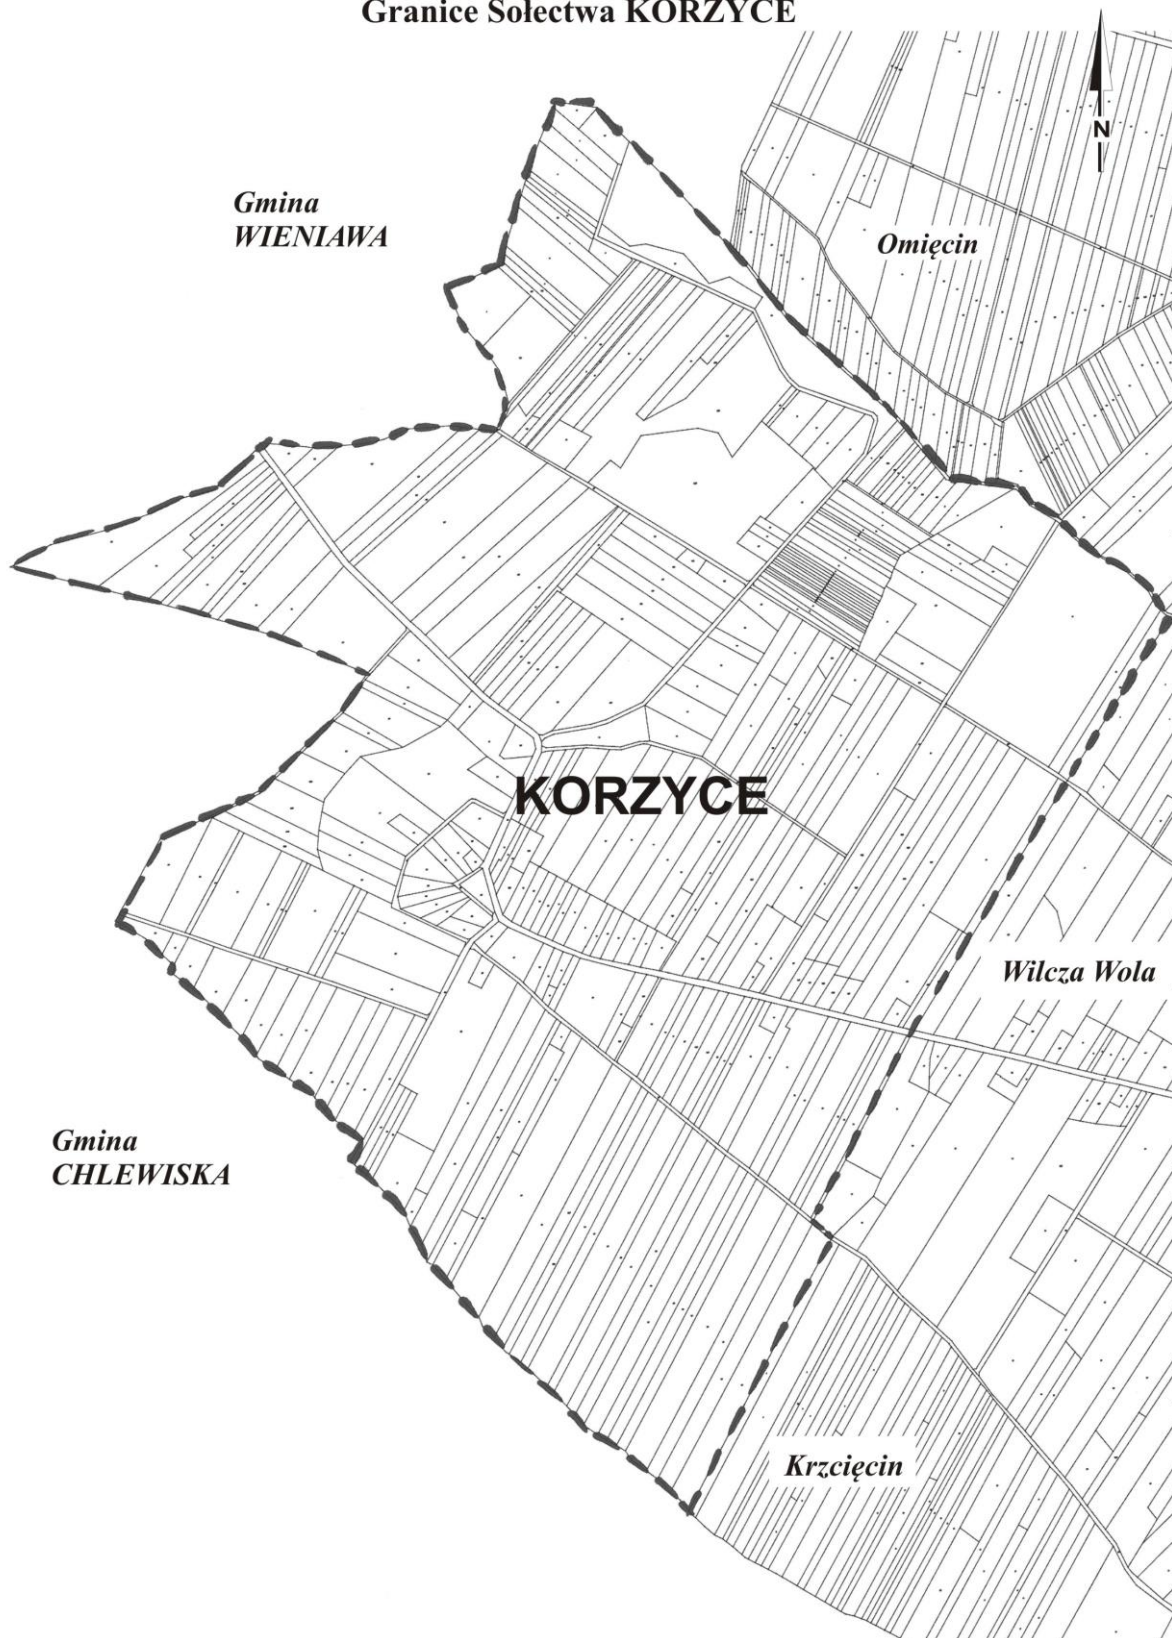 Granice Sołectwa KORZYCE
N
Gmina
WIENIAWA
Omięcin
KORZYCE
Wilcza Wola
Gmina
CHLEWISKA
Krzcięcin